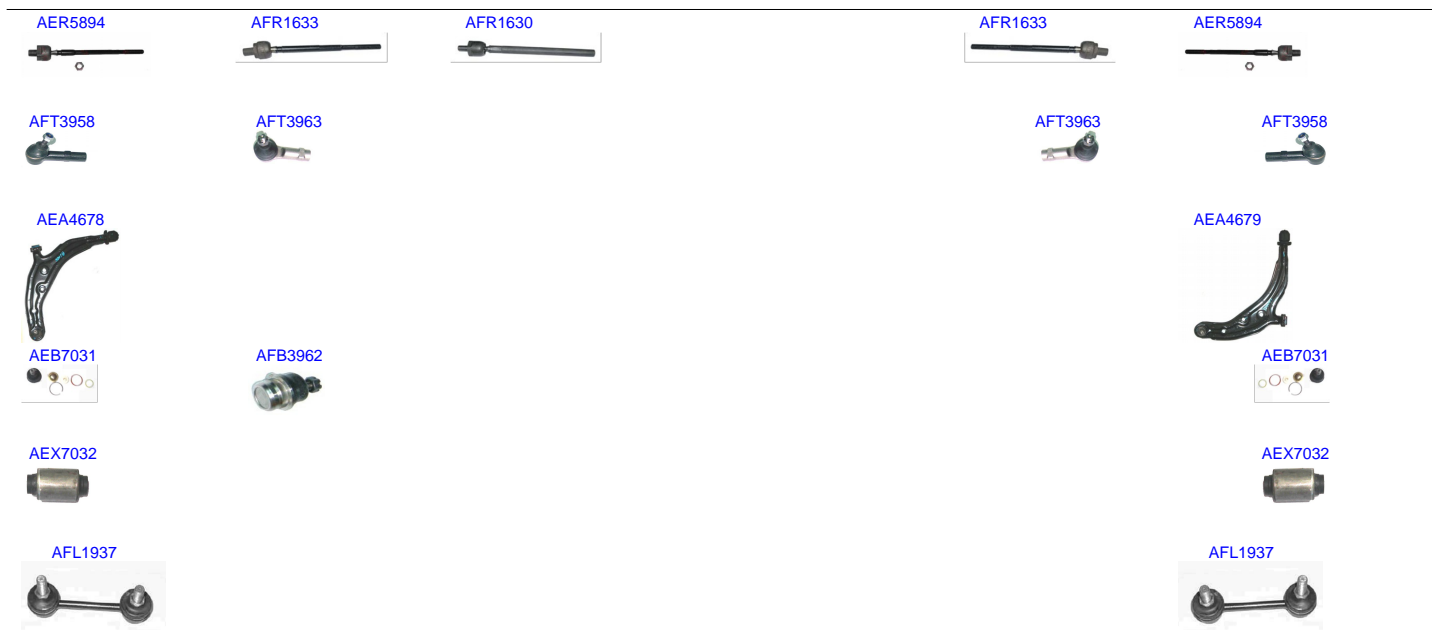 AER5894 AFR1633 AFR1630 AFR1633 AER5894
AFT3958 AFT3963 AFT3963 AFT3958
AEA4678 AEA4679
AEB7031 AFB3962 AEB7031
AEX7032 AEX7032
AFL1937 AFL1937